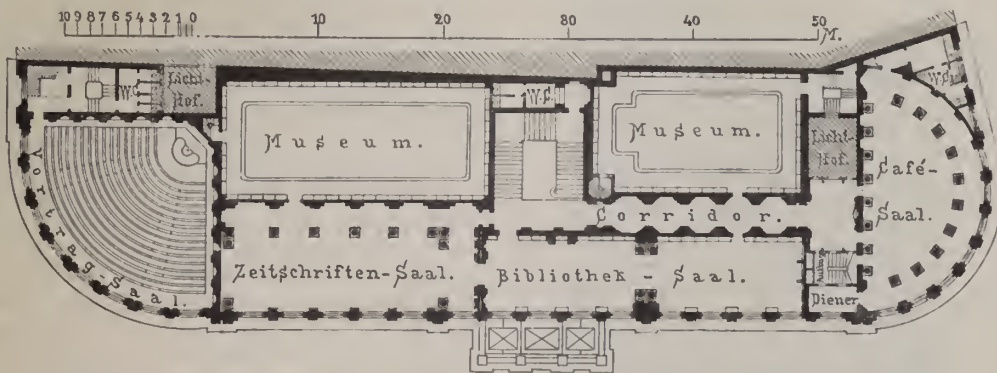 10 9 8 7 6 5 4 3 2 1 0 10 20 30 40 50 M.
W.C.
Licht-
Hof.
Museum.
W.C.
Museum.
Licht-
Hof.
W.C.
Café-
Saal.
Vortrag-Saal.
Corridor.
Zeitschriften-Saal.
Bibliothek-Saal.
Aufzug
Diener